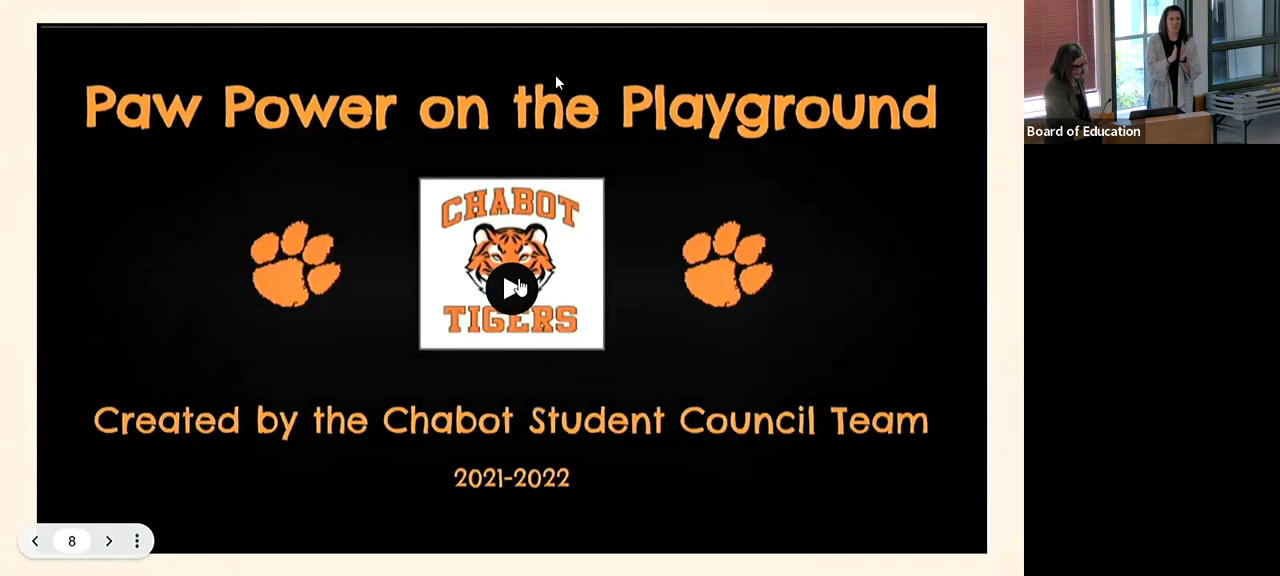 Paw Power on the Playground
CHABOT
TIGERS
Created by the Chabot Student Council Team
2021-2022
8
Board of Education